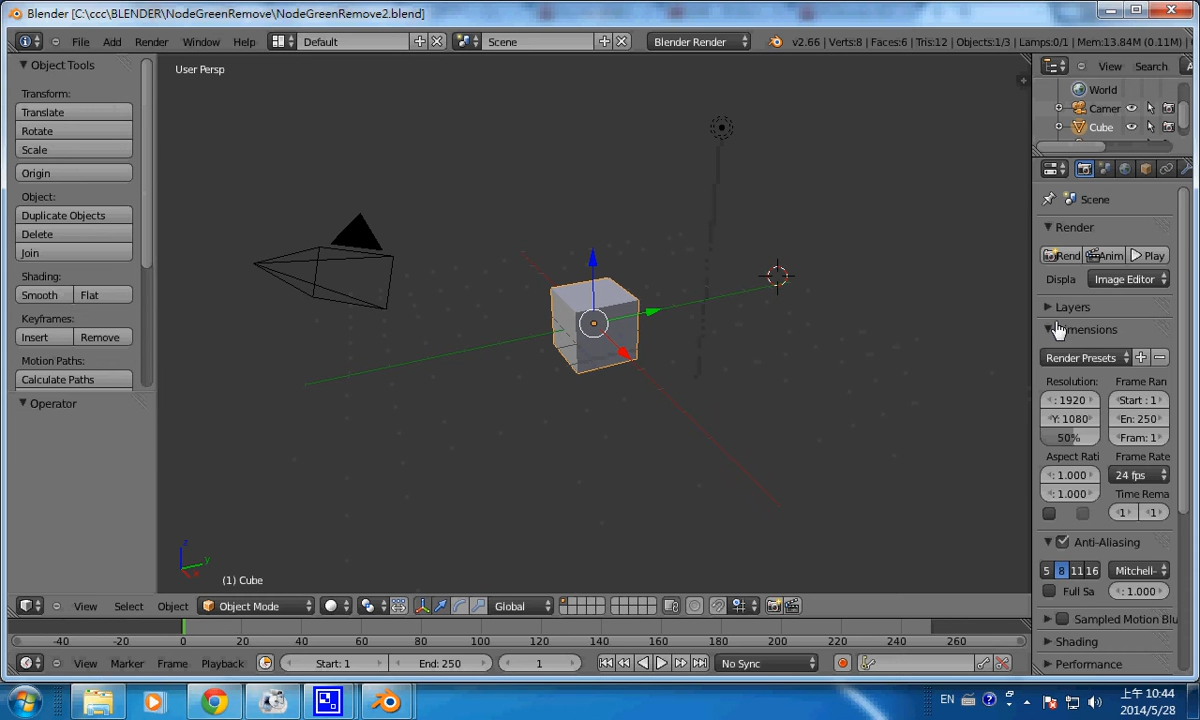 Blender [C:\ccc\BLENDER\NodeGreenRemove\NodeGreenRemove2.blend]
File Add Render Window Help Default Scene Blender Render v2.66 | Verts:8 | Faces:6 | Tris:12 | Objects:1/3 | Lamps:0/1 | Mem:13.84M (0.11M)
Object Tools
Transform:
Translate
Rotate
Scale
Origin
Object:
Duplicate Objects
Delete
Join
Shading:
Smooth Flat
Keyframes:
Insert Remove
Motion Paths:
Calculate Paths
Operator
User Persp
z
y
x
(1) Cube
View Search
World
Camer
Cube
Scene
Render
Rend Anim Play
Displa Image Editor
Layers
Dimensions
Render Presets
Resolution: Frame Ran
: 1920 Start : 1
Y: 1080 En: 250
50% Fram: 1
Aspect Rati Frame Rate
: 1.000 24 fps
: 1.000 Time Rema
: 1 : 1
Anti-Aliasing
5 8 11 16 Mitchell-
Full Sa : 1.000
Sampled Motion Blu
Shading
Performance
View Select Object Object Mode Global
-40 -20 0 20 40 60 80 100 120 140 160 180 200 220 240 260
View Marker Frame Playback Start: 1 End: 250 1 No Sync
EN
上午 10:44
2014/5/28